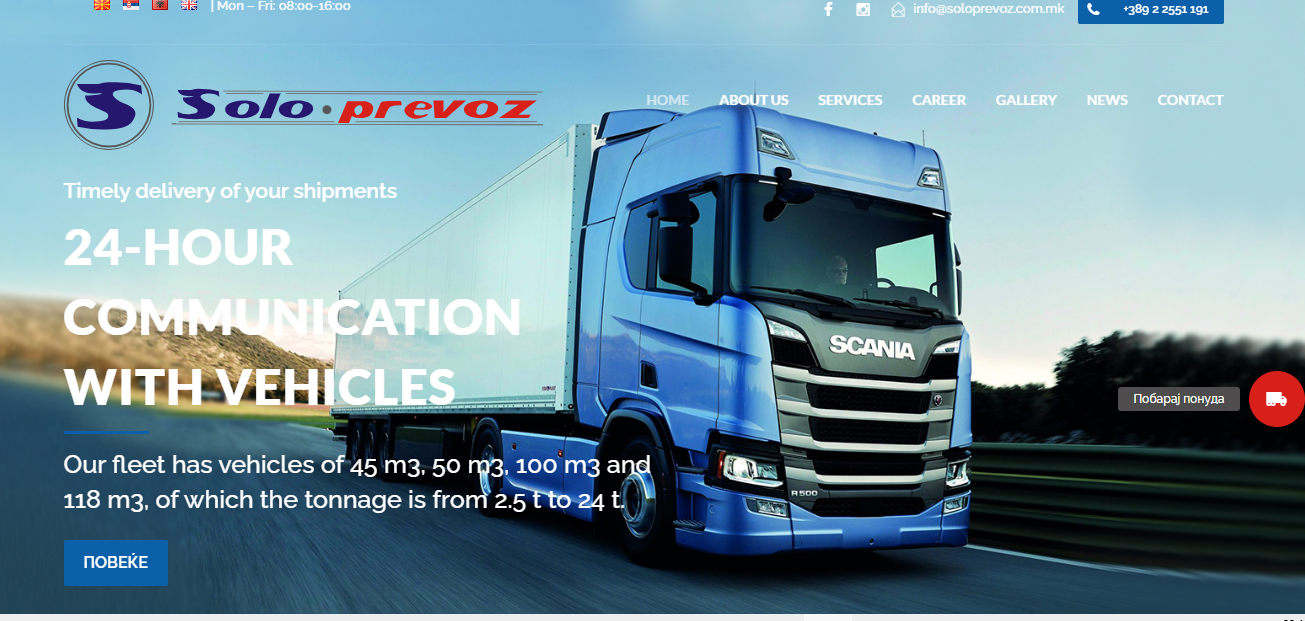 | Mon – Fri: 08:00-16:00
info@soloprevoz.com.mk
+389 2 2551 191
Solo • prevoz
HOME ABOUT US SERVICES CAREER GALLERY NEWS CONTACT
Timely delivery of your shipments
24-HOUR
COMMUNICATION
WITH VEHICLES
SCANIA
Побарај понуда
Our fleet has vehicles of 45 m3, 50 m3, 100 m3 and
118 m3, of which the tonnage is from 2.5 t to 24 t.
R500
ПОВЕЌЕ